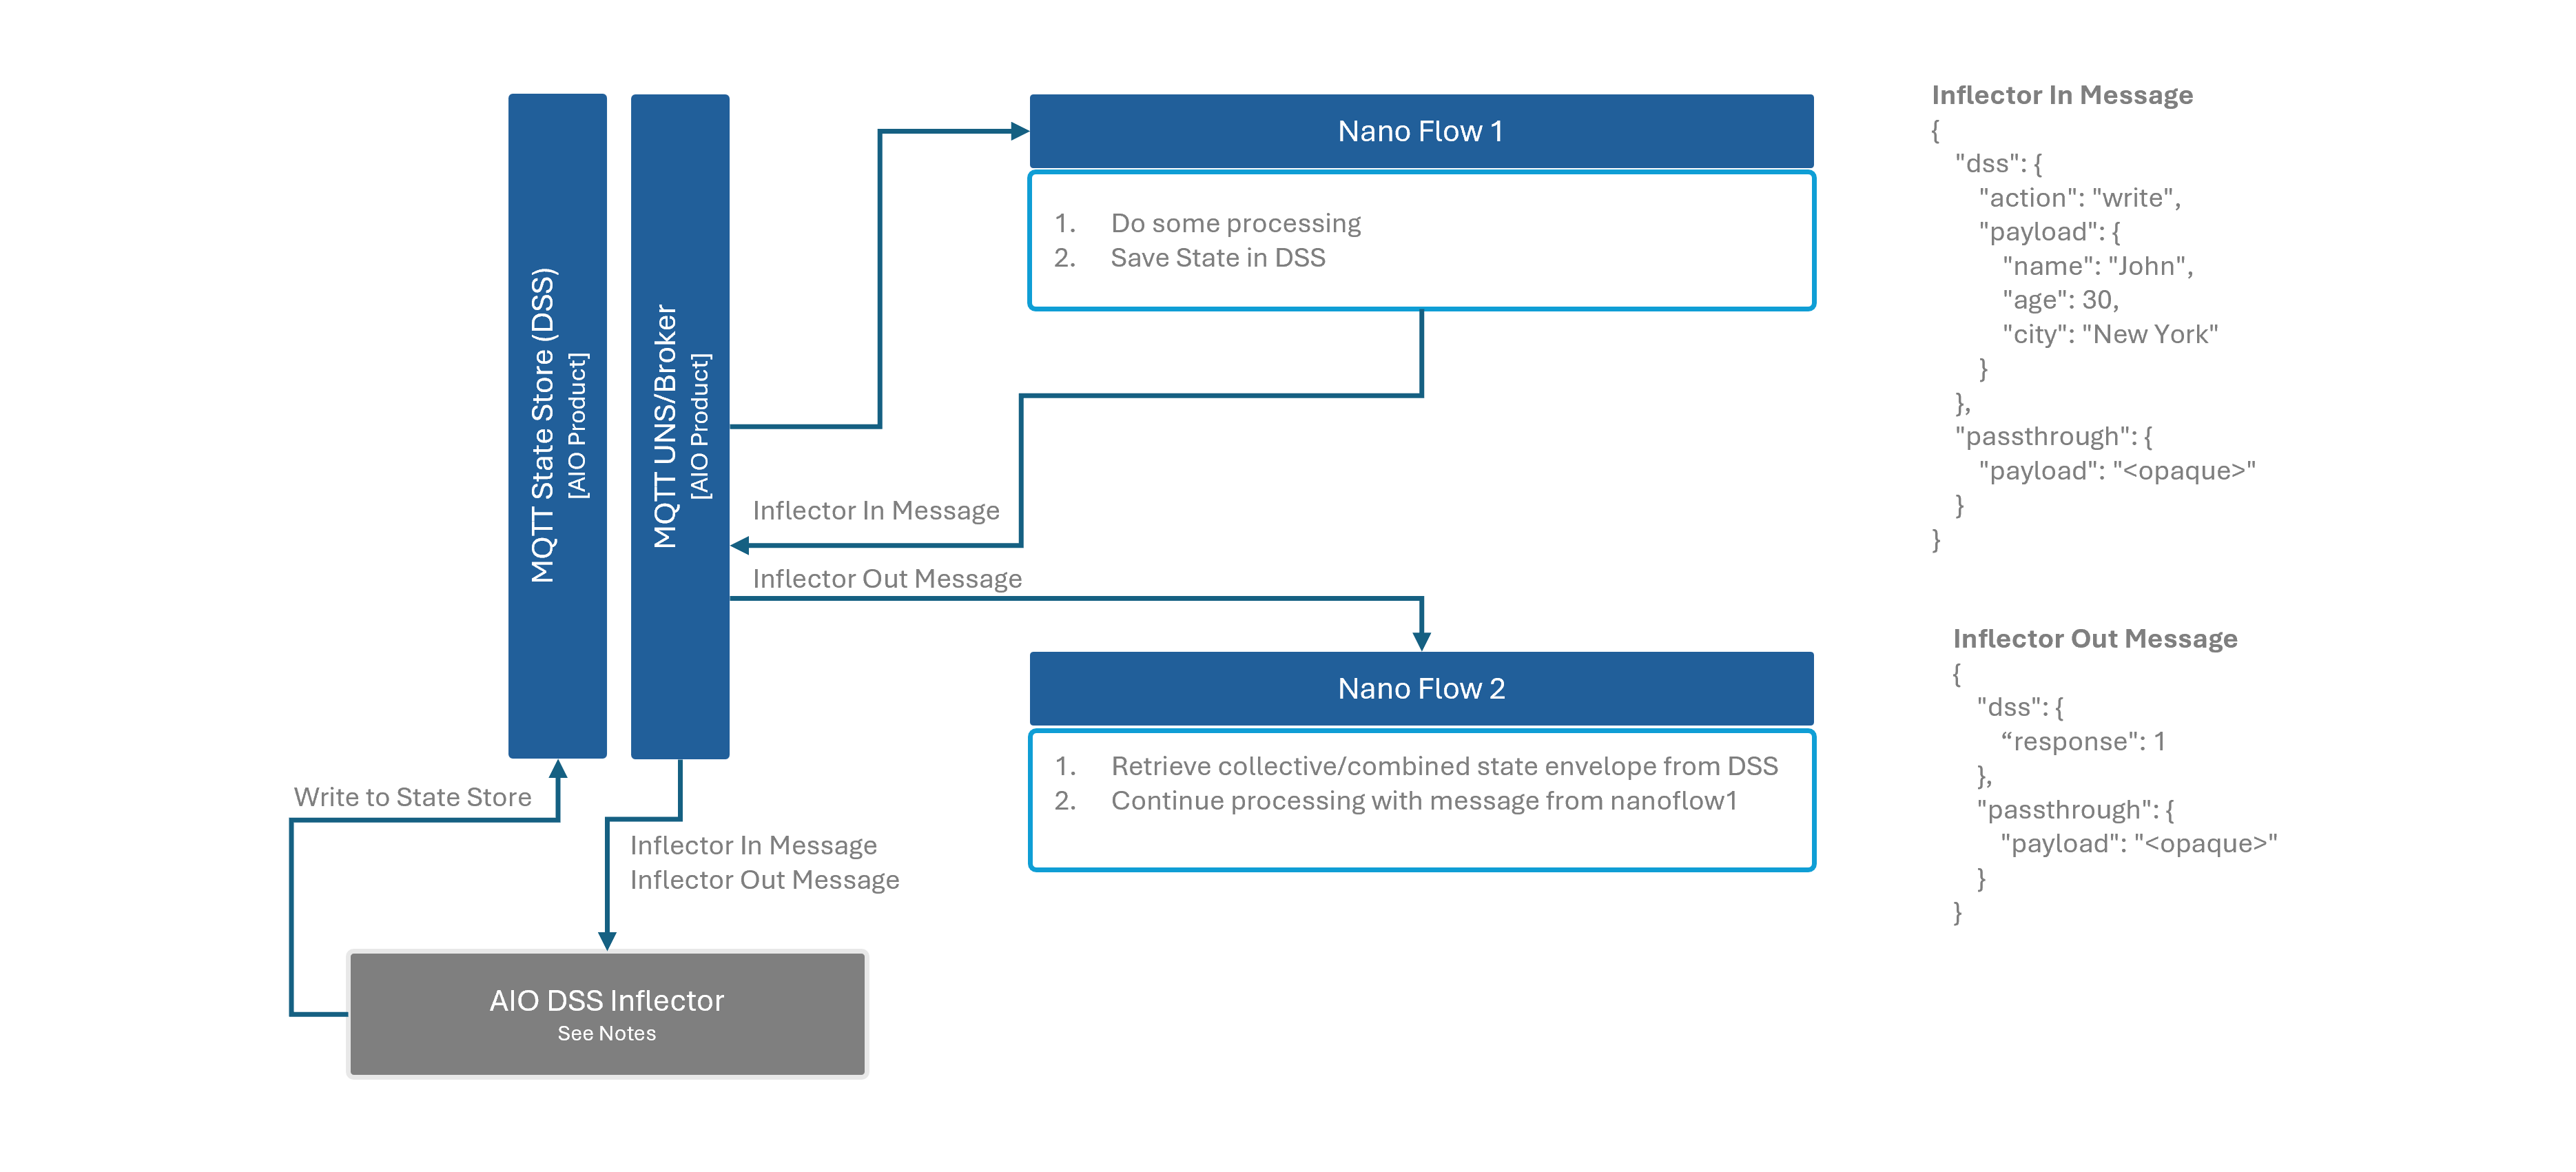 MQTT State Store (DSS)
[AIO Product]
MQTT UNS/Broker
[AIO Product]
Nano Flow 1
1. Do some processing
2. Save State in DSS
Inflector In Message
Inflector Out Message
Nano Flow 2
1. Retrieve collective/combined state envelope from DSS
2. Continue processing with message from nanoflow1
Write to State Store
Inflector In Message
Inflector Out Message
AIO DSS Inflector
See Notes
Inflector In Message
{
"dss": {
"action": "write",
"payload": {
"name": "John",
"age": 30,
"city": "New York"
}
},
"passthrough": {
"payload": "<opaque>"
}
}
Inflector Out Message
{
"dss": {
“response": 1
},
"passthrough": {
"payload": "<opaque>"
}
}